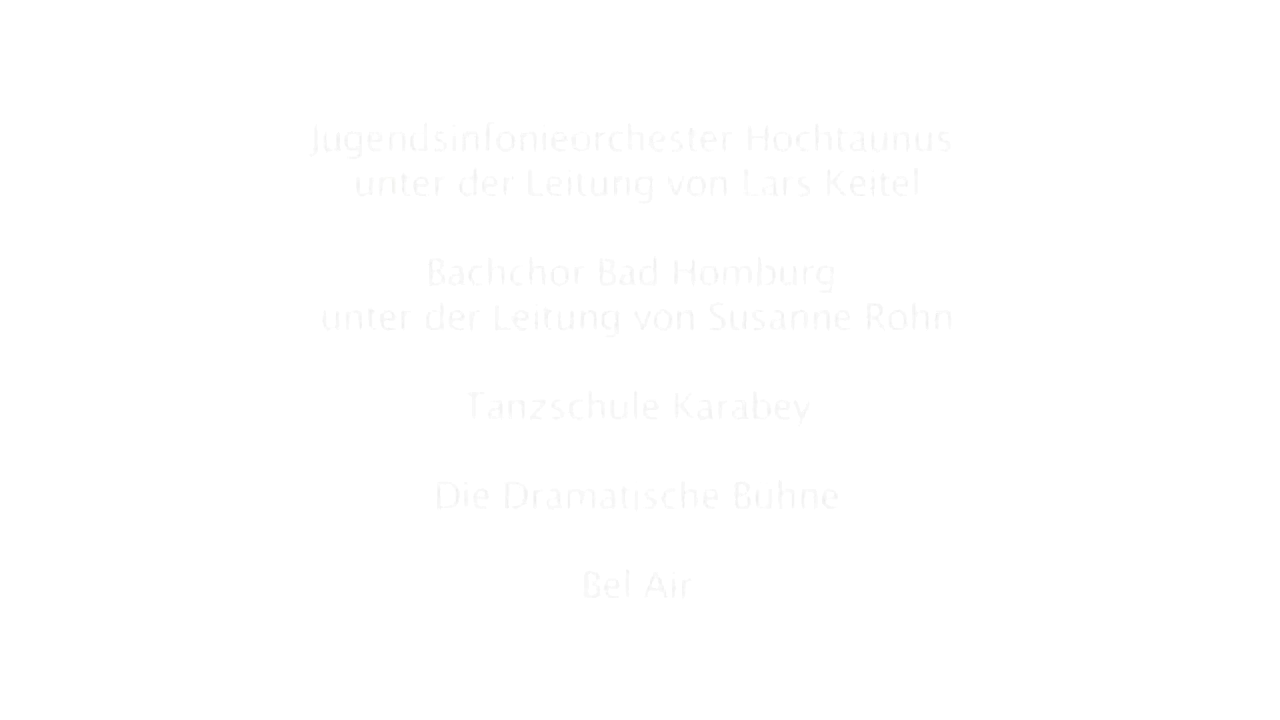 Jugendsinfonieorchester Hochtaunus
unter der Leitung von Lars Keitel
Bachchor Bad Homburg
unter der Leitung von Susanne Rohn
Tanzschule Karabey
Die Dramatische Bühne
Bel Air